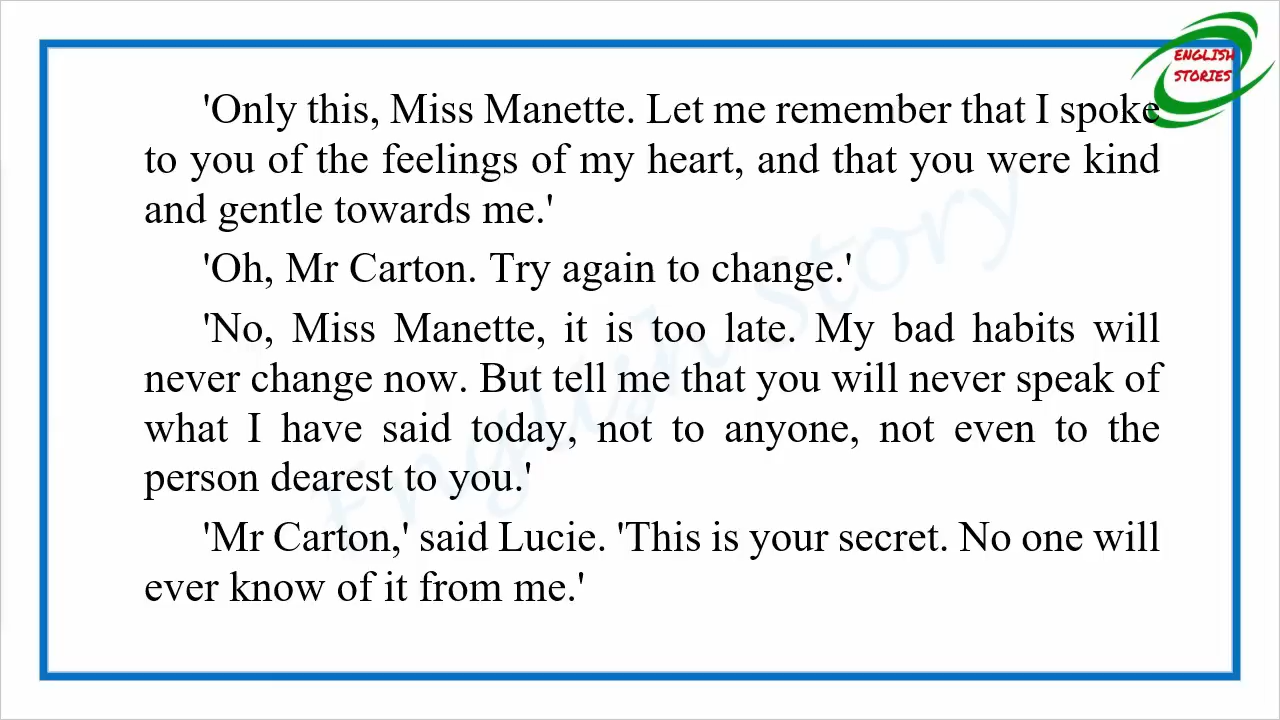 ENGLISH
STORIES
'Only this, Miss Manette. Let me remember that I spoke
to you of the feelings of my heart, and that you were kind
and gentle towards me.'
'Oh, Mr Carton. Try again to change.'
'No, Miss Manette, it is too late. My bad habits will
never change now. But tell me that you will never speak of
what I have said today, not to anyone, not even to the
person dearest to you.'
'Mr Carton,' said Lucie. 'This is your secret. No one will
ever know of it from me.'
English Story